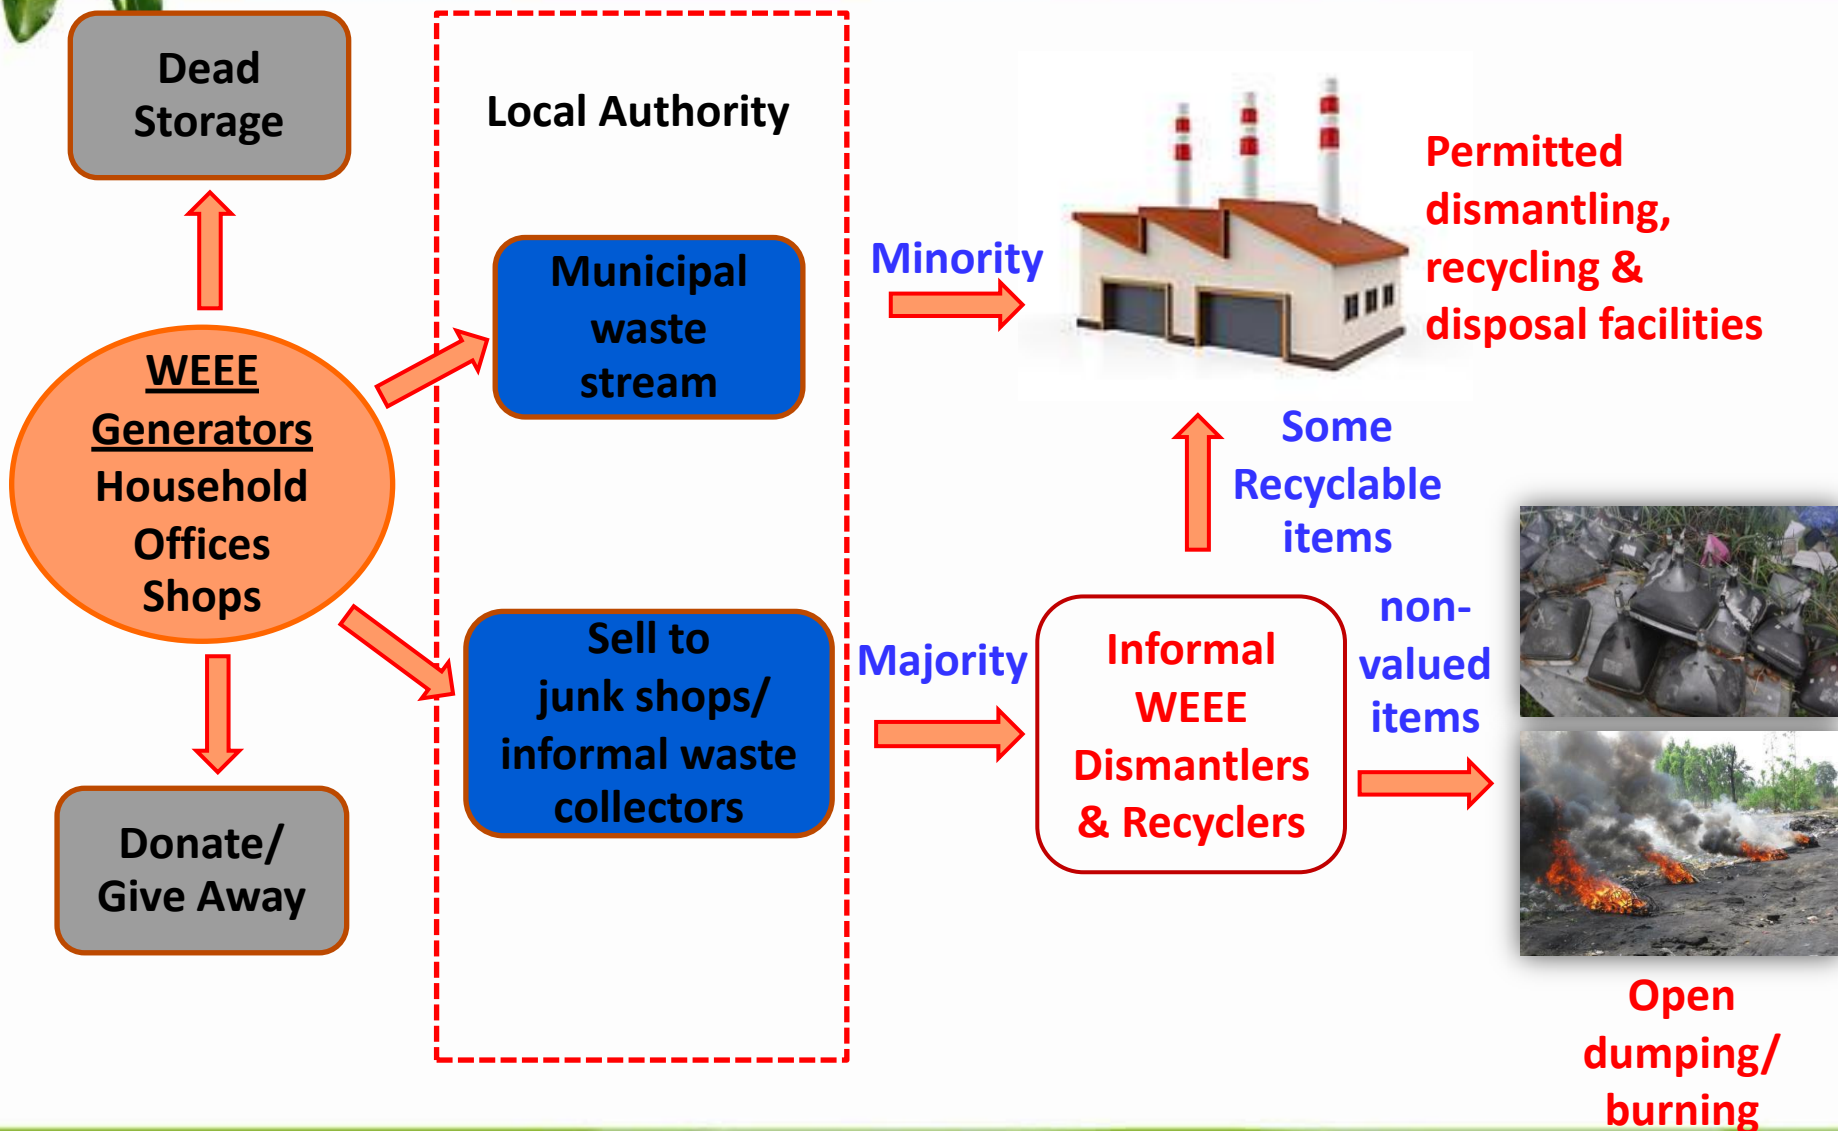 Dead
Storage
Local Authority
Permitted
dismantling,
recycling &
disposal facilities
Municipal
waste
stream
Minority
WEEE
Generators
Household
Offices
Shops
Some
Recyclable
items
Sell to
junk shops/
informal waste
collectors
Majority
Informal
WEEE
Dismantlers
& Recyclers
non-
valued
items
Donate/
Give Away
Open
dumping/
burning